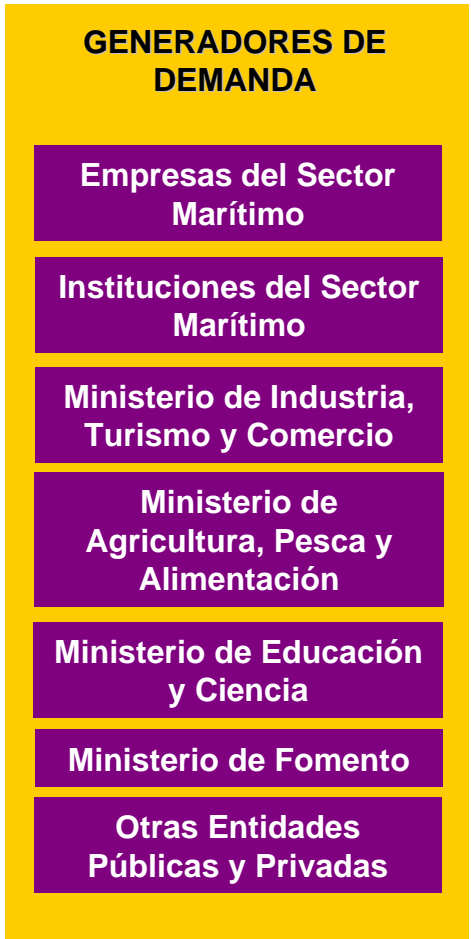 GENERADORES DE
DEMANDA
Empresas del Sector
Marítimo
Instituciones del Sector
Marítimo
Ministerio de Industria,
Turismo y Comercio
Ministerio de
Agricultura, Pesca y
Alimentación
Ministerio de Educación
y Ciencia
Ministerio de Fomento
Otras Entidades
Públicas y Privadas